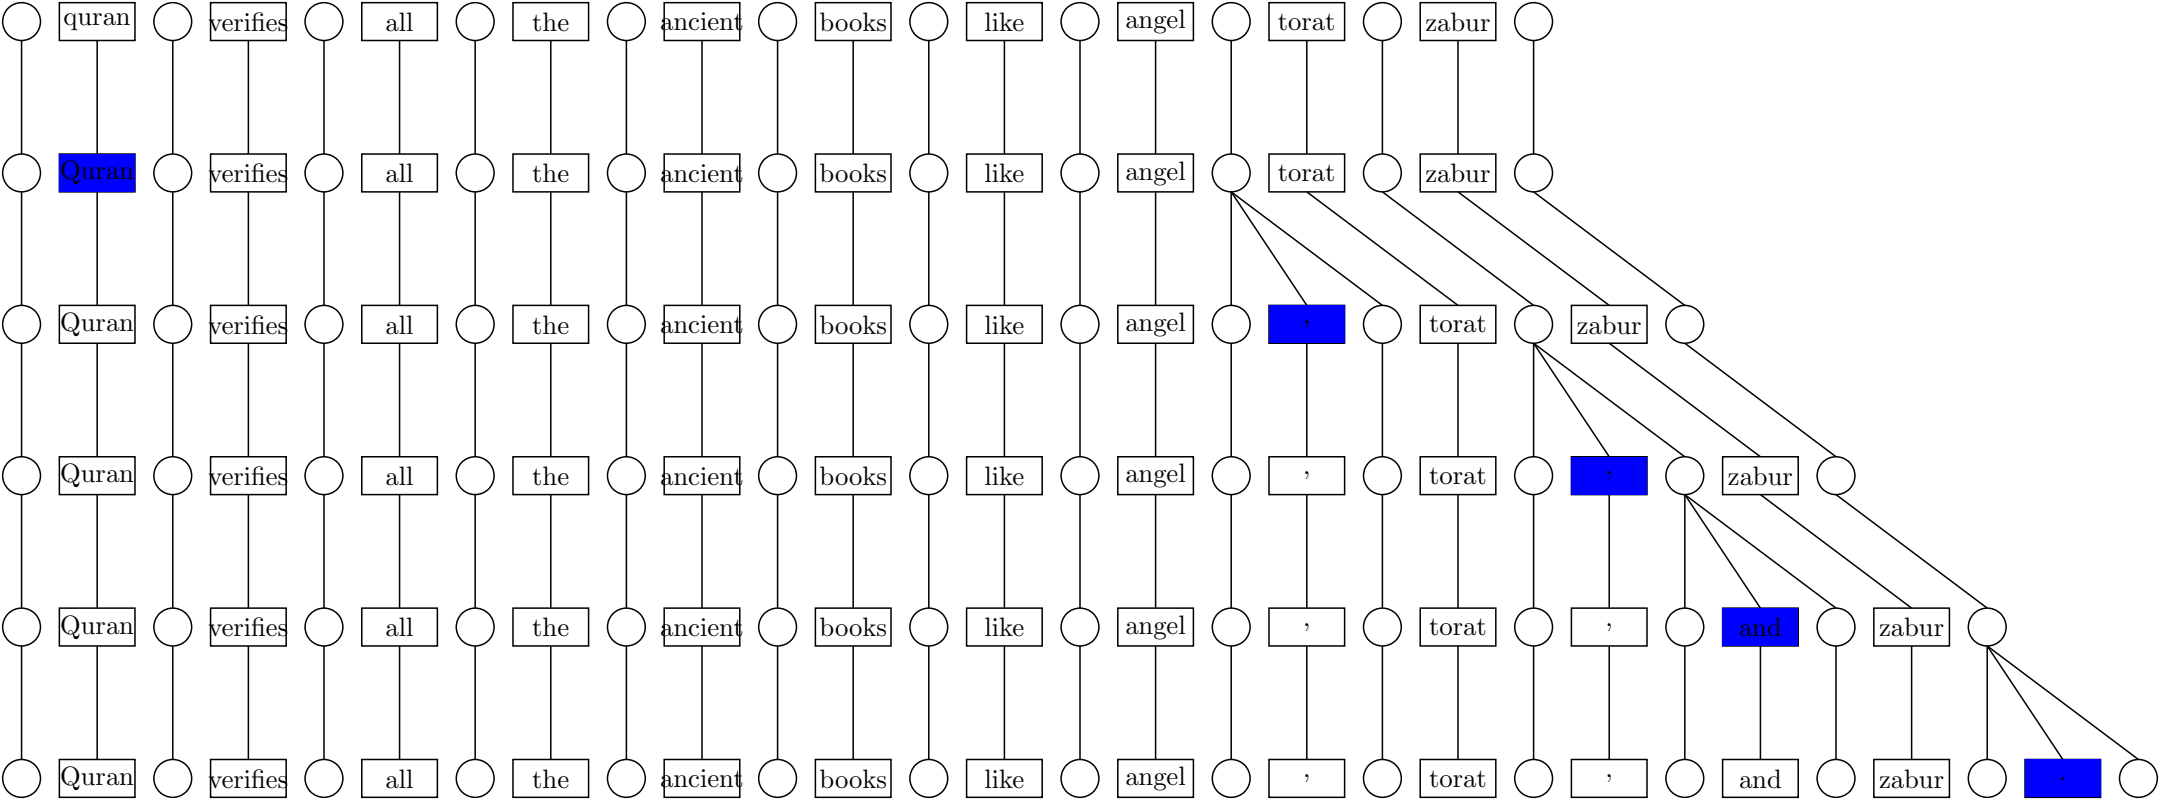 quran verifies all the ancient books like angel torat zabur
Quran verifies all the ancient books like angel torat zabur
Quran verifies all the ancient books like angel , torat zabur
Quran verifies all the ancient books like angel , torat , zabur
Quran verifies all the ancient books like angel , torat , and zabur
Quran verifies all the ancient books like angel , torat , and zabur .